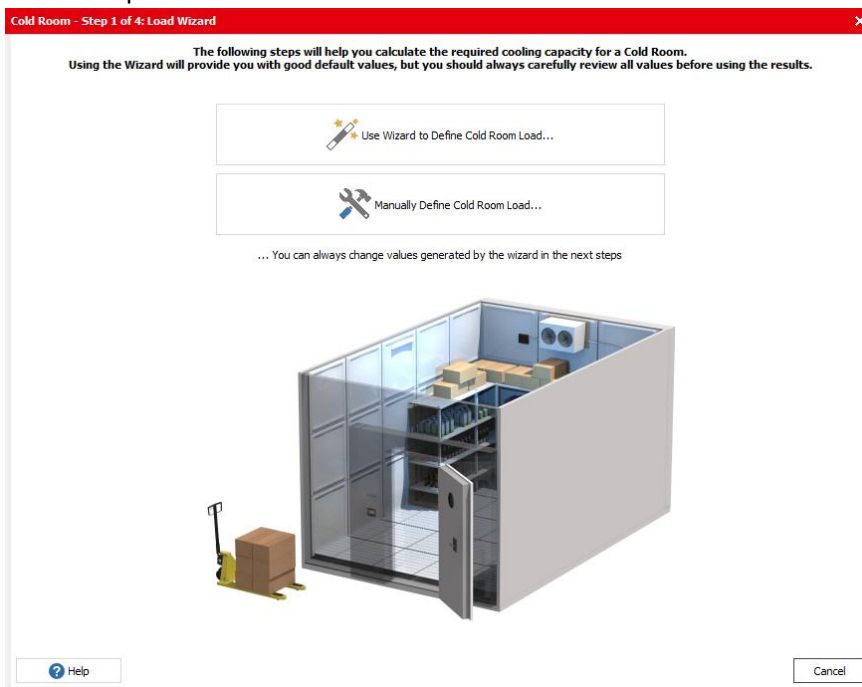 Cold Room - Step 1 of 4: Load Wizard
The following steps will help you calculate the required cooling capacity for a Cold Room.
Using the Wizard will provide you with good default values, but you should always carefully review all values before using the results.
Use Wizard to Define Cold Room Load...
Manually Define Cold Room Load...
... You can always change values generated by the wizard in the next steps
Help
Cancel